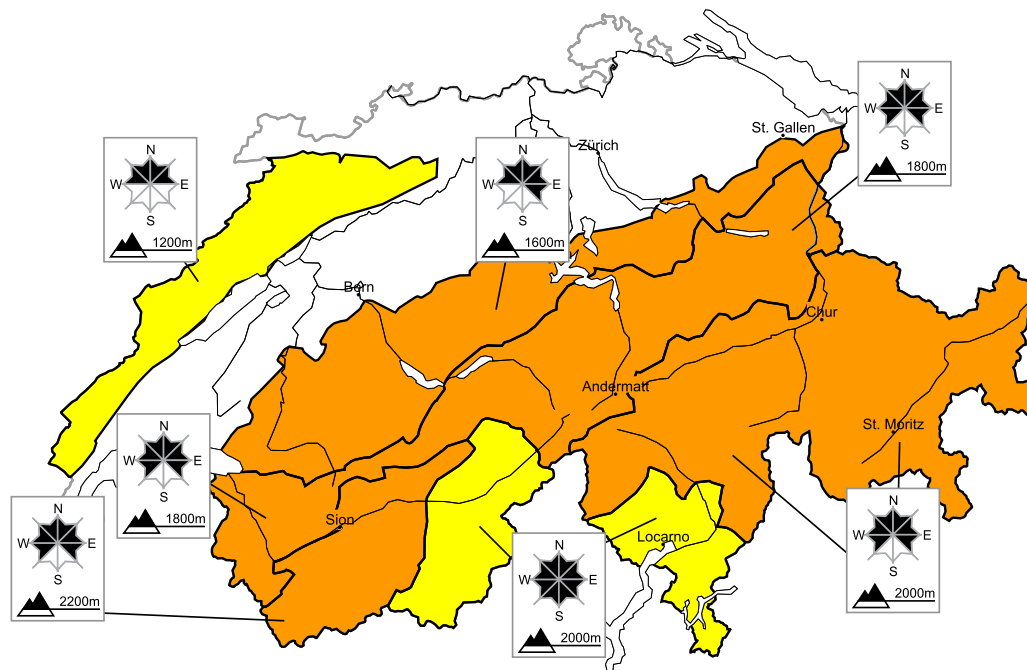 N
W E
S
1800m
St. Gallen
Zürich
N
W E
S
1200m
N
W E
S
1600m
Bern
Chur
Andermatt
St. Moritz
N
W E
S
1800m
Sion
Locarno
N
W E
S
2200m
N
W E
S
2000m
N
W E
S
2000m